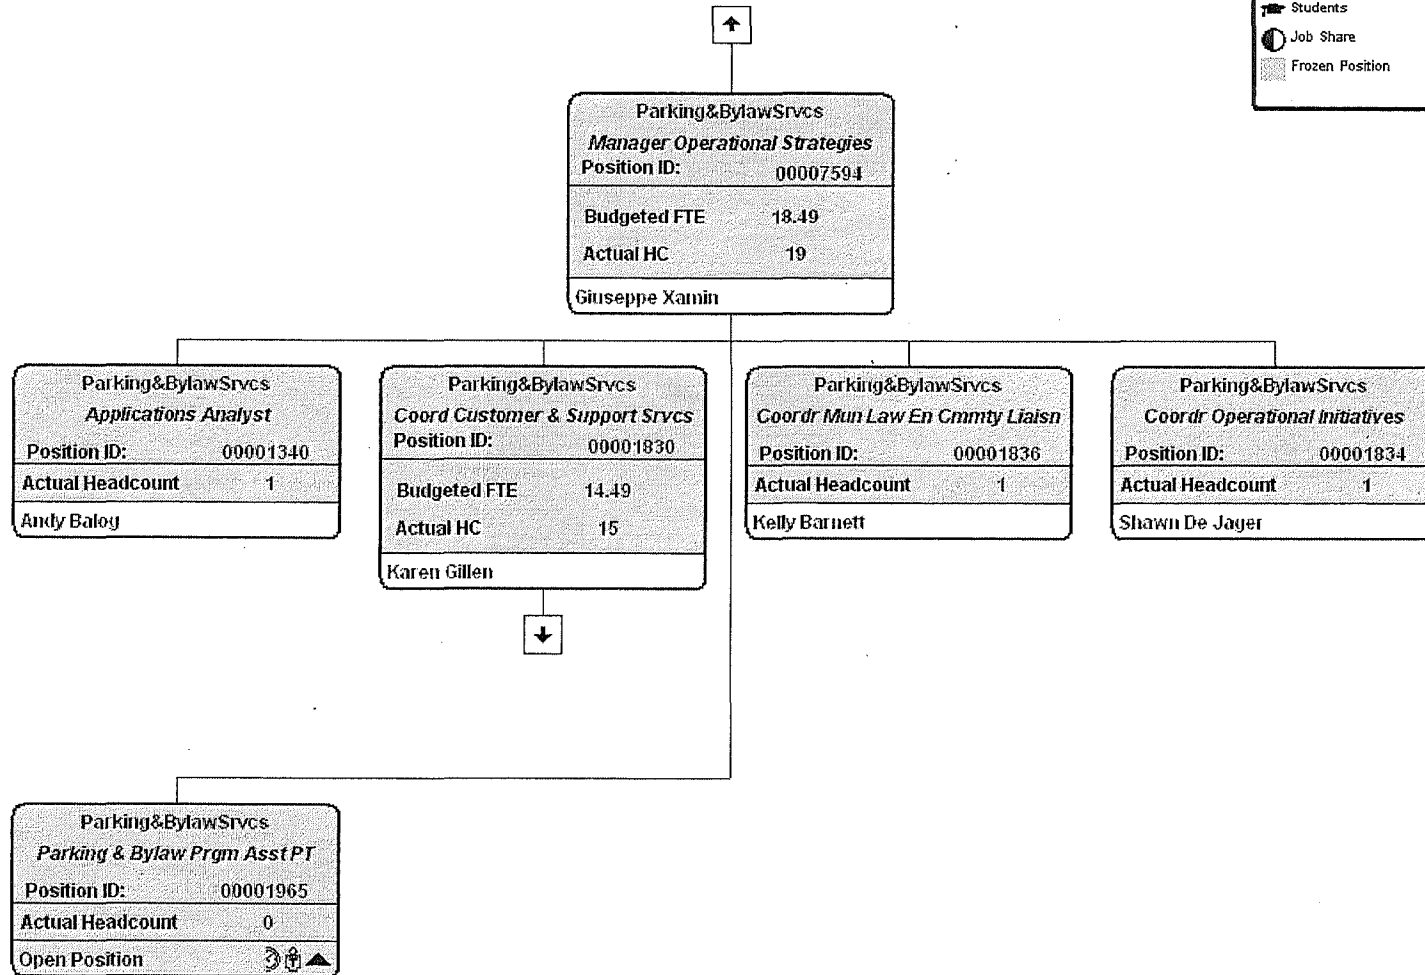 Students
Job Share
Frozen Position
Parking&BylawSrvcs
Manager Operational Strategies
Position ID: 00007594
Budgeted FTE 18.49
Actual HC 19
Giuseppe Xamin
Parking&BylawSrvcs
Applications Analyst
Position ID: 00001340
Actual Headcount 1
Andy Balog
Parking&BylawSrvcs
Coord Customer & Support Srvcs
Position ID: 00001830
Budgeted FTE 14.49
Actual HC 15
Karen Gillen
Parking&BylawSrvcs
Coordr Mun Law En Cmmty Liaisn
Position ID: 00001836
Actual Headcount 1
Kelly Barnett
Parking&BylawSrvcs
Coordr Operational Initiatives
Position ID: 00001834
Actual Headcount 1
Shawn De Jager
Parking&BylawSrvcs
Parking & Bylaw Prgm Asst PT
Position ID: 00001965
Actual Headcount 0
Open Position